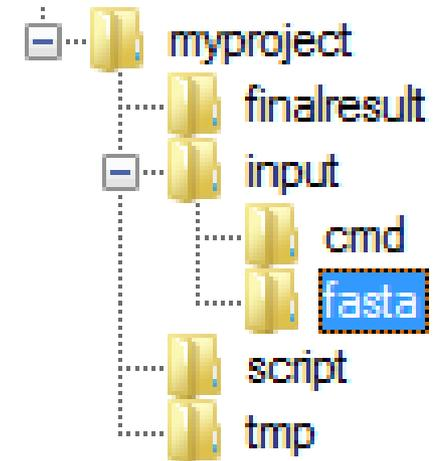 myproject
finalresult
input
cmd
fasta
script
tmp